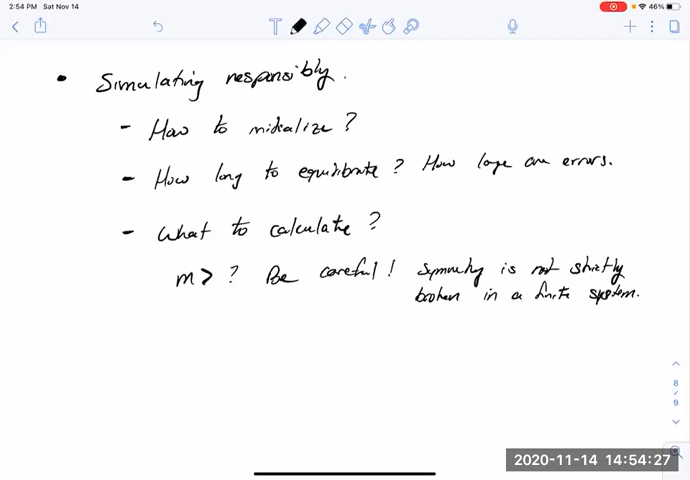 2:54 PM Sat Nov 14
46%
• Simulating responsibly.
- How to initialize?
- How long to equilibrate? How large are errors.
- What to calculate?
m> ? Be careful! Symmetry is not strictly
broken in a finite system.
8
/
9
2020-11-14 14:54:27